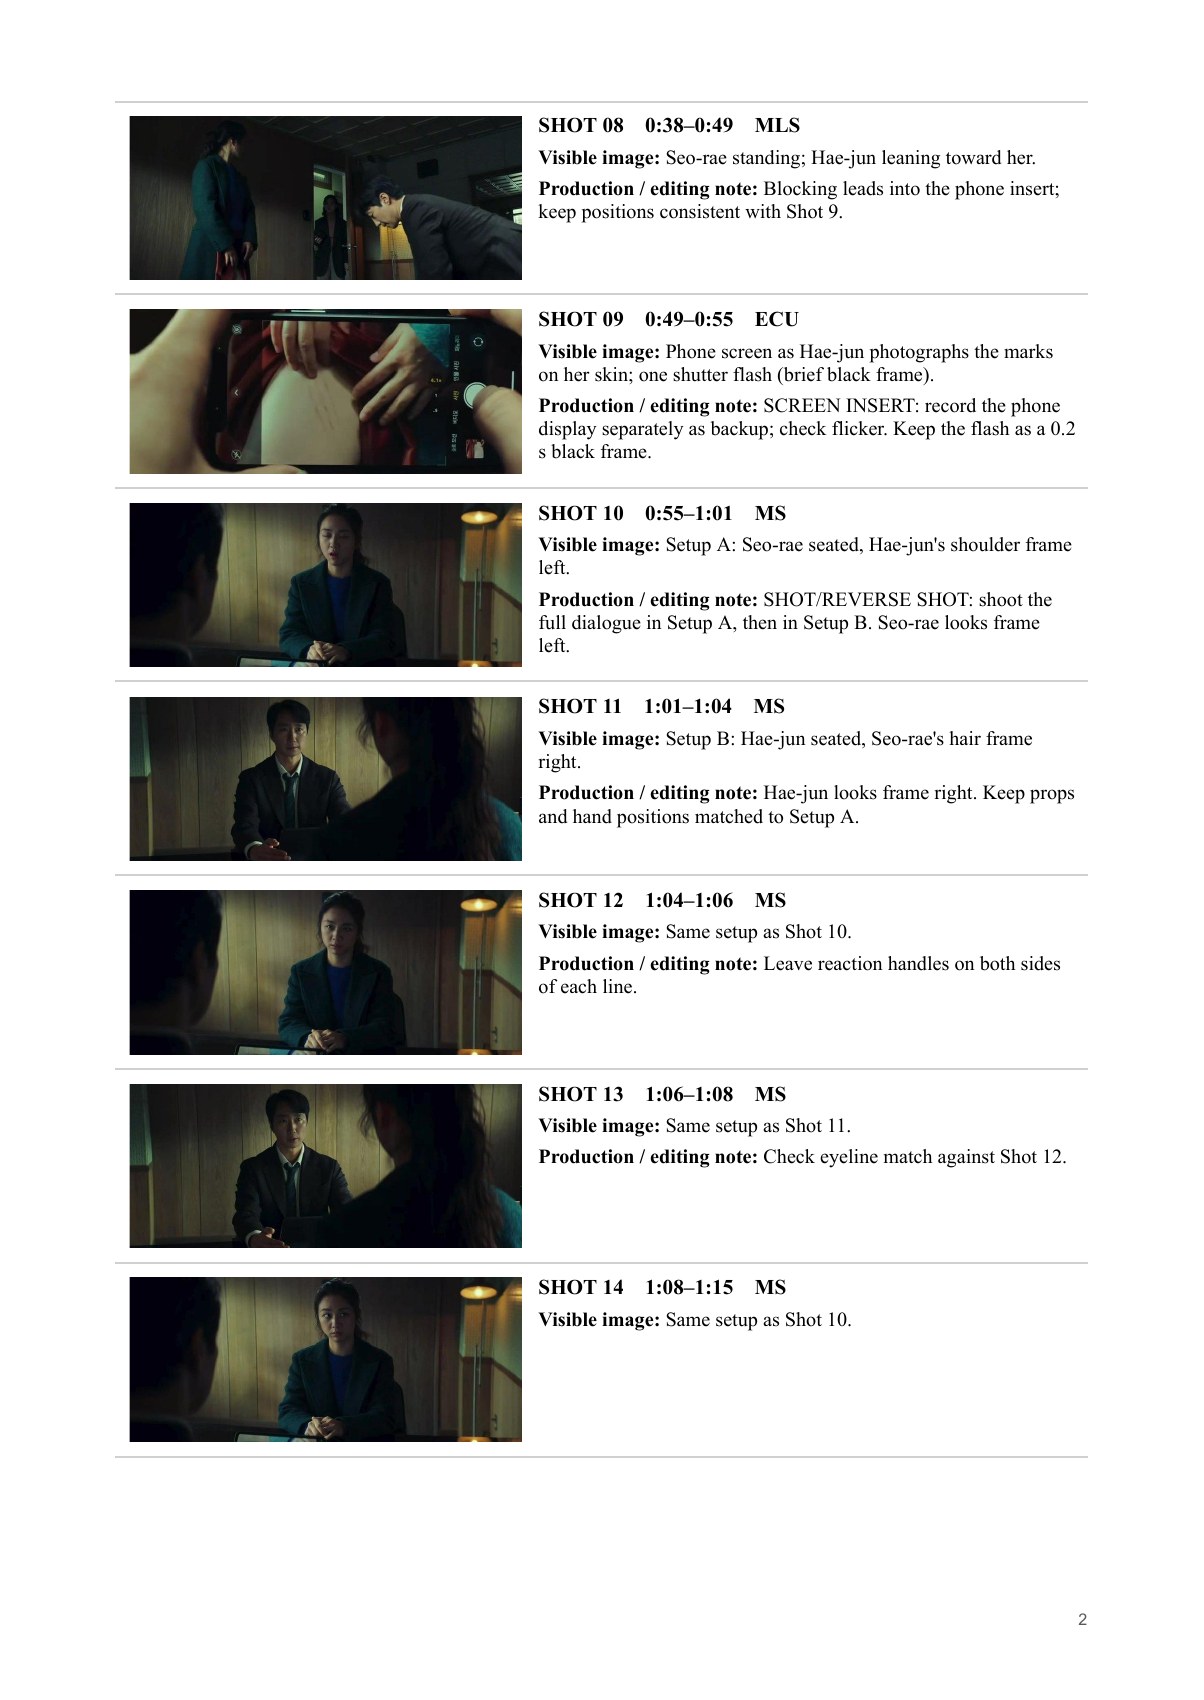 SHOT 08 0:38–0:49 MLS
Visible image: Seo-rae standing; Hae-jun leaning toward her.
Production / editing note: Blocking leads into the phone insert;
keep positions consistent with Shot 9.
SHOT 09 0:49–0:55 ECU
Visible image: Phone screen as Hae-jun photographs the marks
on her skin; one shutter flash (brief black frame).
Production / editing note: SCREEN INSERT: record the phone
display separately as backup; check flicker. Keep the flash as a 0.2
s black frame.
SHOT 10 0:55–1:01 MS
Visible image: Setup A: Seo-rae seated, Hae-jun's shoulder frame
left.
Production / editing note: SHOT/REVERSE SHOT: shoot the
full dialogue in Setup A, then in Setup B. Seo-rae looks frame
left.
SHOT 11 1:01–1:04 MS
Visible image: Setup B: Hae-jun seated, Seo-rae's hair frame
right.
Production / editing note: Hae-jun looks frame right. Keep props
and hand positions matched to Setup A.
SHOT 12 1:04–1:06 MS
Visible image: Same setup as Shot 10.
Production / editing note: Leave reaction handles on both sides
of each line.
SHOT 13 1:06–1:08 MS
Visible image: Same setup as Shot 11.
Production / editing note: Check eyeline match against Shot 12.
SHOT 14 1:08–1:15 MS
Visible image: Same setup as Shot 10.
2